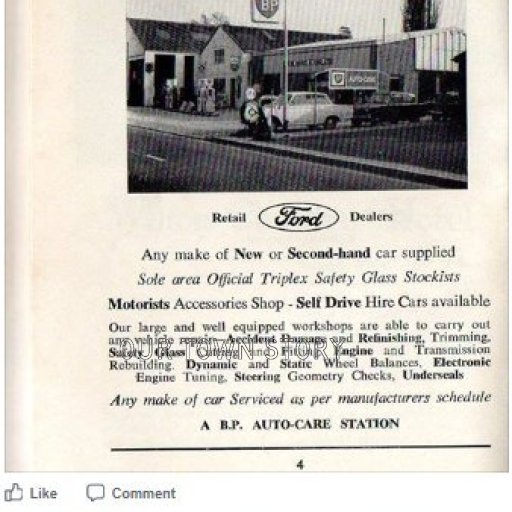 BP
AUTO-CARE
Retail Ford Dealers
Any make of New or Second-hand car supplied
Sole area Official Triplex Safety Glass Stockists
Motorists Accessories Shop - Self Drive Hire Cars available
Our large and well equipped workshops are able to carry out
any vehicle repair, Accident Damage and Refinishing, Trimming,
OUR TOWN STORY
Safety Glass Cutting and Fitting, Engine and Transmission
Rebuilding. Dynamic and Static Wheel Balances, Electronic
Engine Tuning, Steering Geometry Checks, Underseals
Any make of car Serviced as per manufacturers schedule
A B.P. AUTO-CARE STATION
4
Like Comment